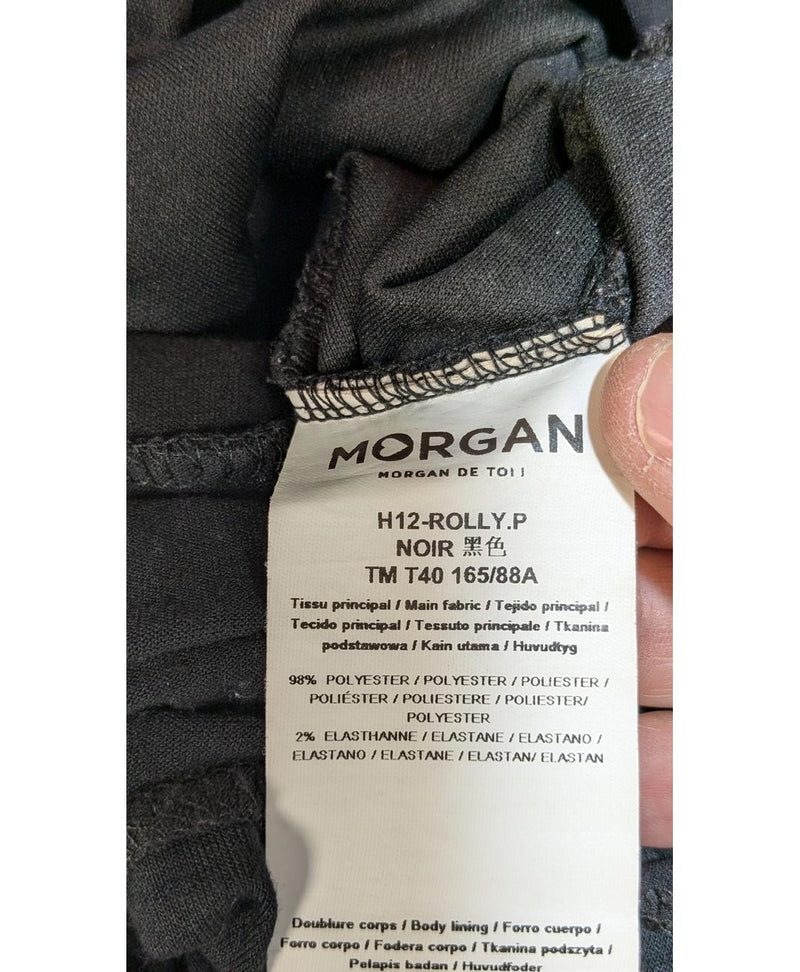 MORGAN
MORGAN DE TOI !
H12-ROLLY.P
NOIR 黑色
TM T40 165/88A
Tissu principal / Main fabric / Tejido principal /
Tecido principal / Tessuto principale / Tkanina
podstawowa / Kain utama / Huvudtyg
98% POLYESTER / POLYESTER / POLIESTER /
POLIÉSTER / POLIESTERE / POLIESTER/
POLYESTER
2% ELASTHANNE / ELASTANE / ELASTANO /
ELASTANO / ELASTANE / ELASTAN/ ELASTAN
Doublure corps / Body lining / Forro cuerpo /
Forro corpo / Fodera corpo / Tkanina podszyta /
Pelapis badan / Huvudfoder